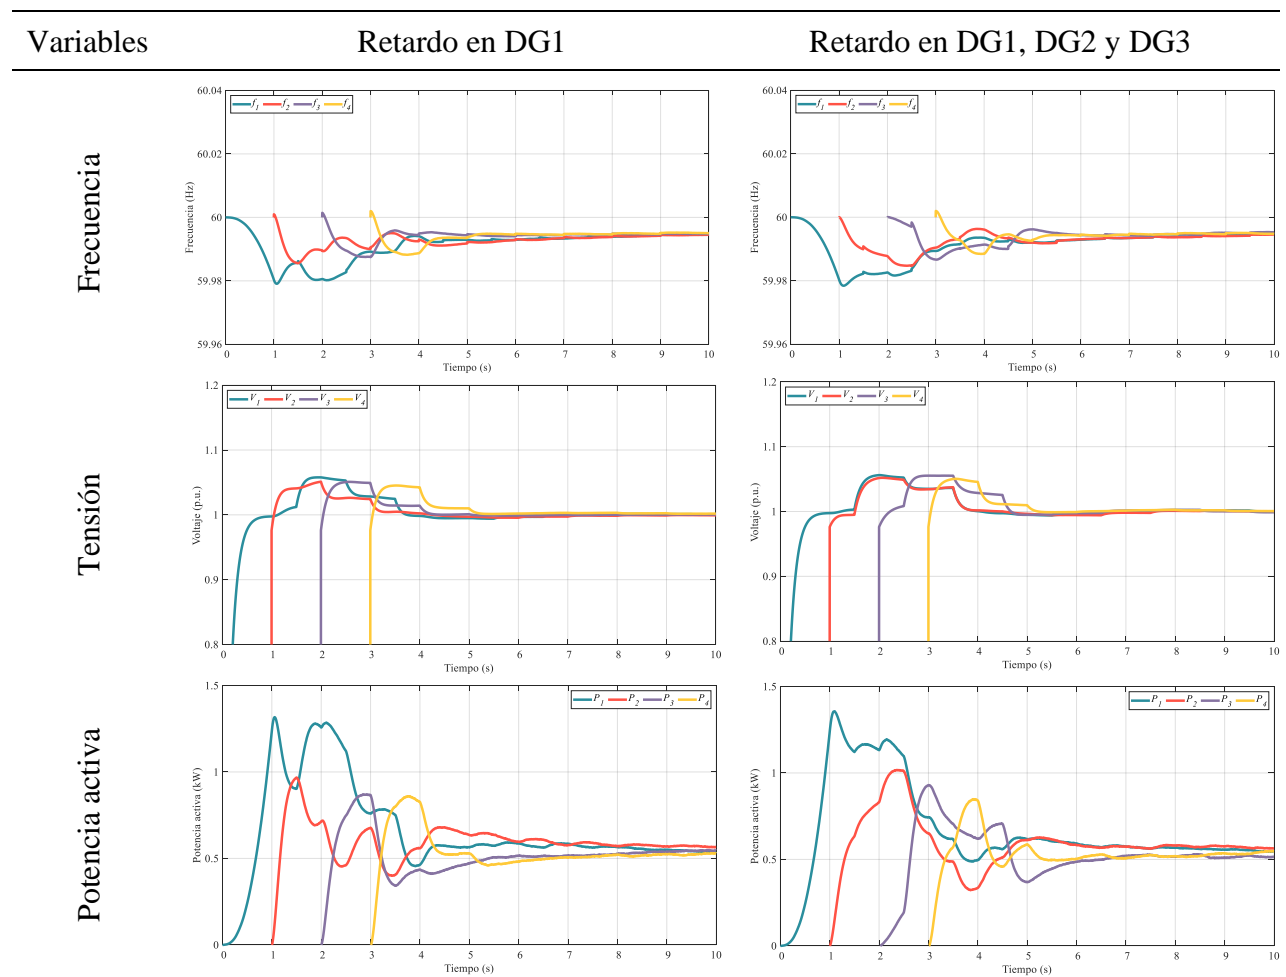 Variables Retardo en DG1 Retardo en DG1, DG2 y DG3
Frecuencia
60.04
60.02
60
59.98
59.96
Frecuencia (Hz)
f1 f2 f3 f4
0 1 2 3 4 5 6 7 8 9 10
Tiempo (s)
60.04
60.02
60
59.98
59.96
Frecuencia (Hz)
f1 f2 f3 f4
0 1 2 3 4 5 6 7 8 9 10
Tiempo (s)
Tensión
1.2
1.1
1
0.9
0.8
Voltaje (p.u.)
V1 V2 V3 V4
0 1 2 3 4 5 6 7 8 9 10
Tiempo (s)
1.2
1.1
1
0.9
0.8
Voltaje (p.u.)
V1 V2 V3 V4
0 1 2 3 4 5 6 7 8 9 10
Tiempo (s)
Potencia activa
1.5
1
0.5
0
Potencia activa (kW)
P1 P2 P3 P4
0 1 2 3 4 5 6 7 8 9 10
Tiempo (s)
1.5
1
0.5
0
Potencia activa (kW)
P1 P2 P3 P4
0 1 2 3 4 5 6 7 8 9 10
Tiempo (s)